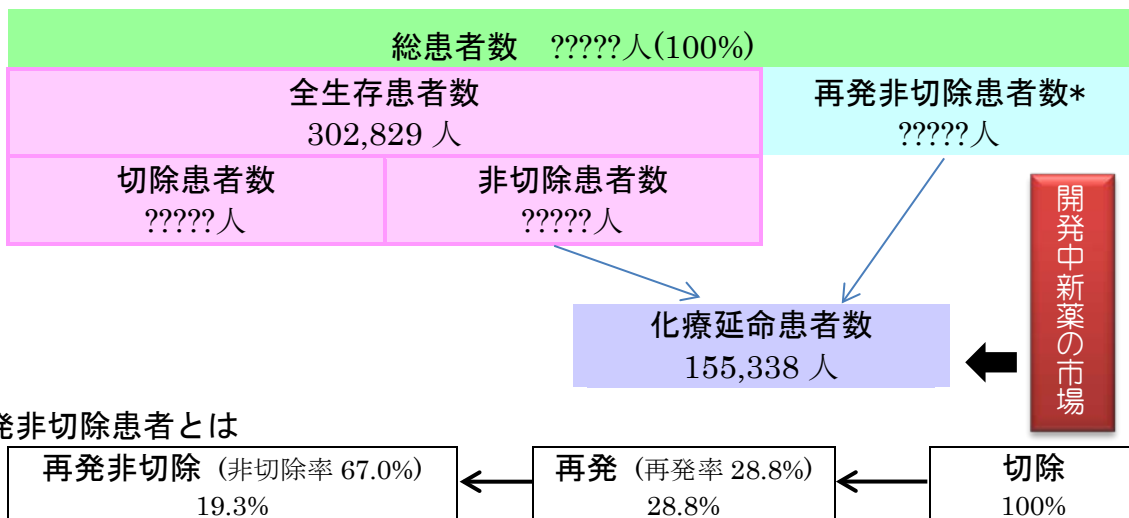 総患者数 ?????人(100%)
全生存患者数
302,829 人
再発非切除患者数*
?????人
切除患者数
?????人
非切除患者数
?????人
開発中新薬の市場
化療延命患者数
155,338 人
発非切除患者とは
再発非切除 (非切除率 67.0%)
19.3%
再発 (再発率 28.8%)
28.8%
切除
100%